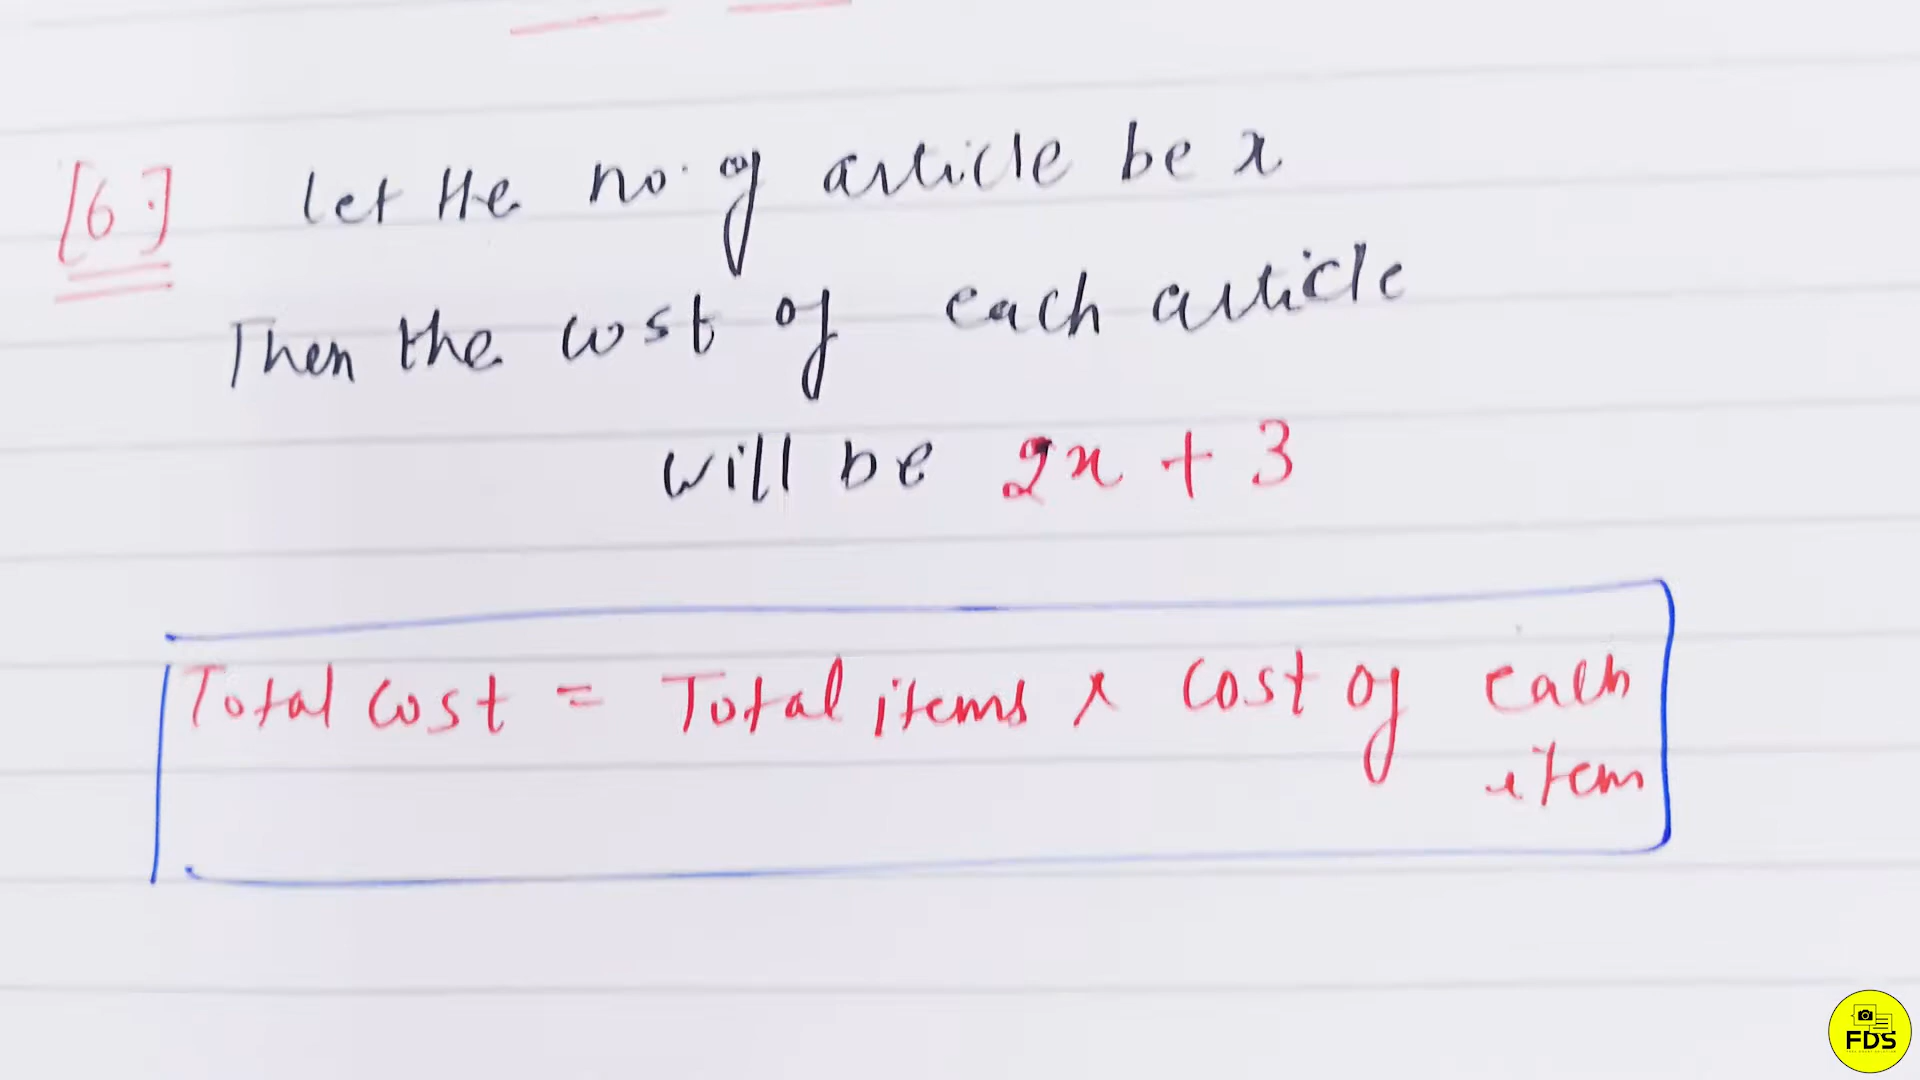 [6.] Let the no. of article be x
Then the cost of each article
will be 2x + 3
Total cost = Total items × cost of each
item
FDS